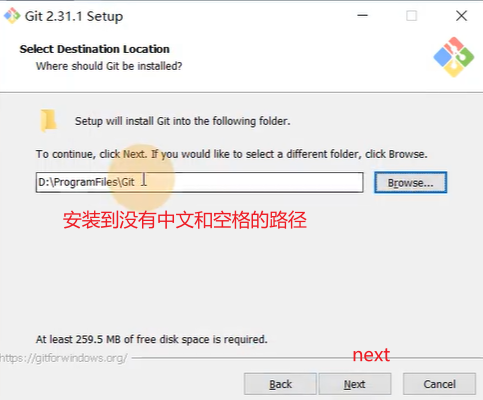 Git 2.31.1 Setup
Select Destination Location
Where should Git be installed?
Setup will install Git into the following folder.
To continue, click Next. If you would like to select a different folder, click Browse.
D:\ProgramFiles\Git
Browse...
安装到没有中文和空格的路径
At least 259.5 MB of free disk space is required.
next
https://gitforwindows.org/
Back Next Cancel